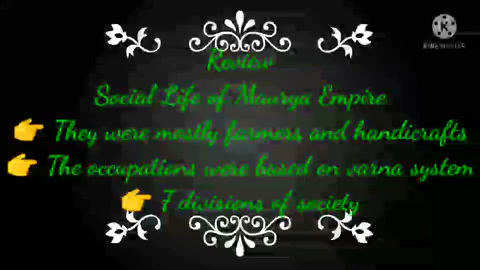 KINEMASTER
Review
Social Life of Maurya Empire
👉 They were mostly farmers and handicrafts
👉 The occupations were based on varna system
👉 7 divisions of society